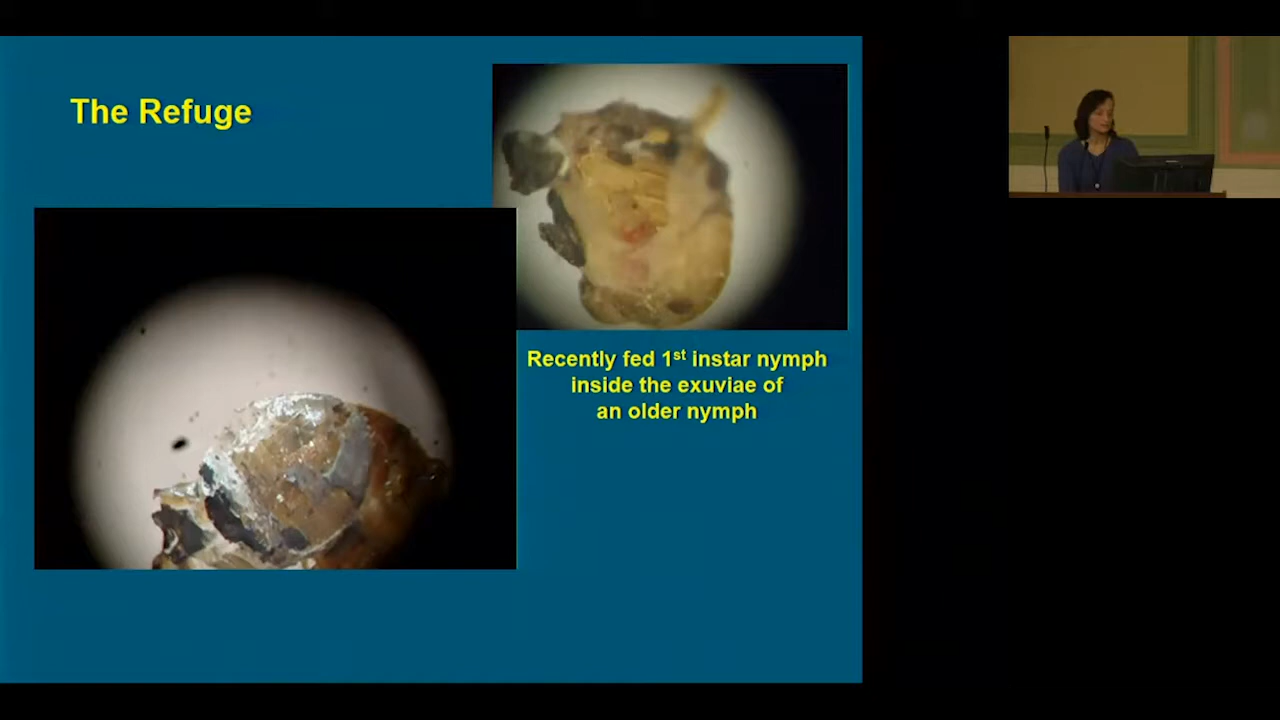 The Refuge
Recently fed 1st instar nymph
inside the exuviae of
an older nymph